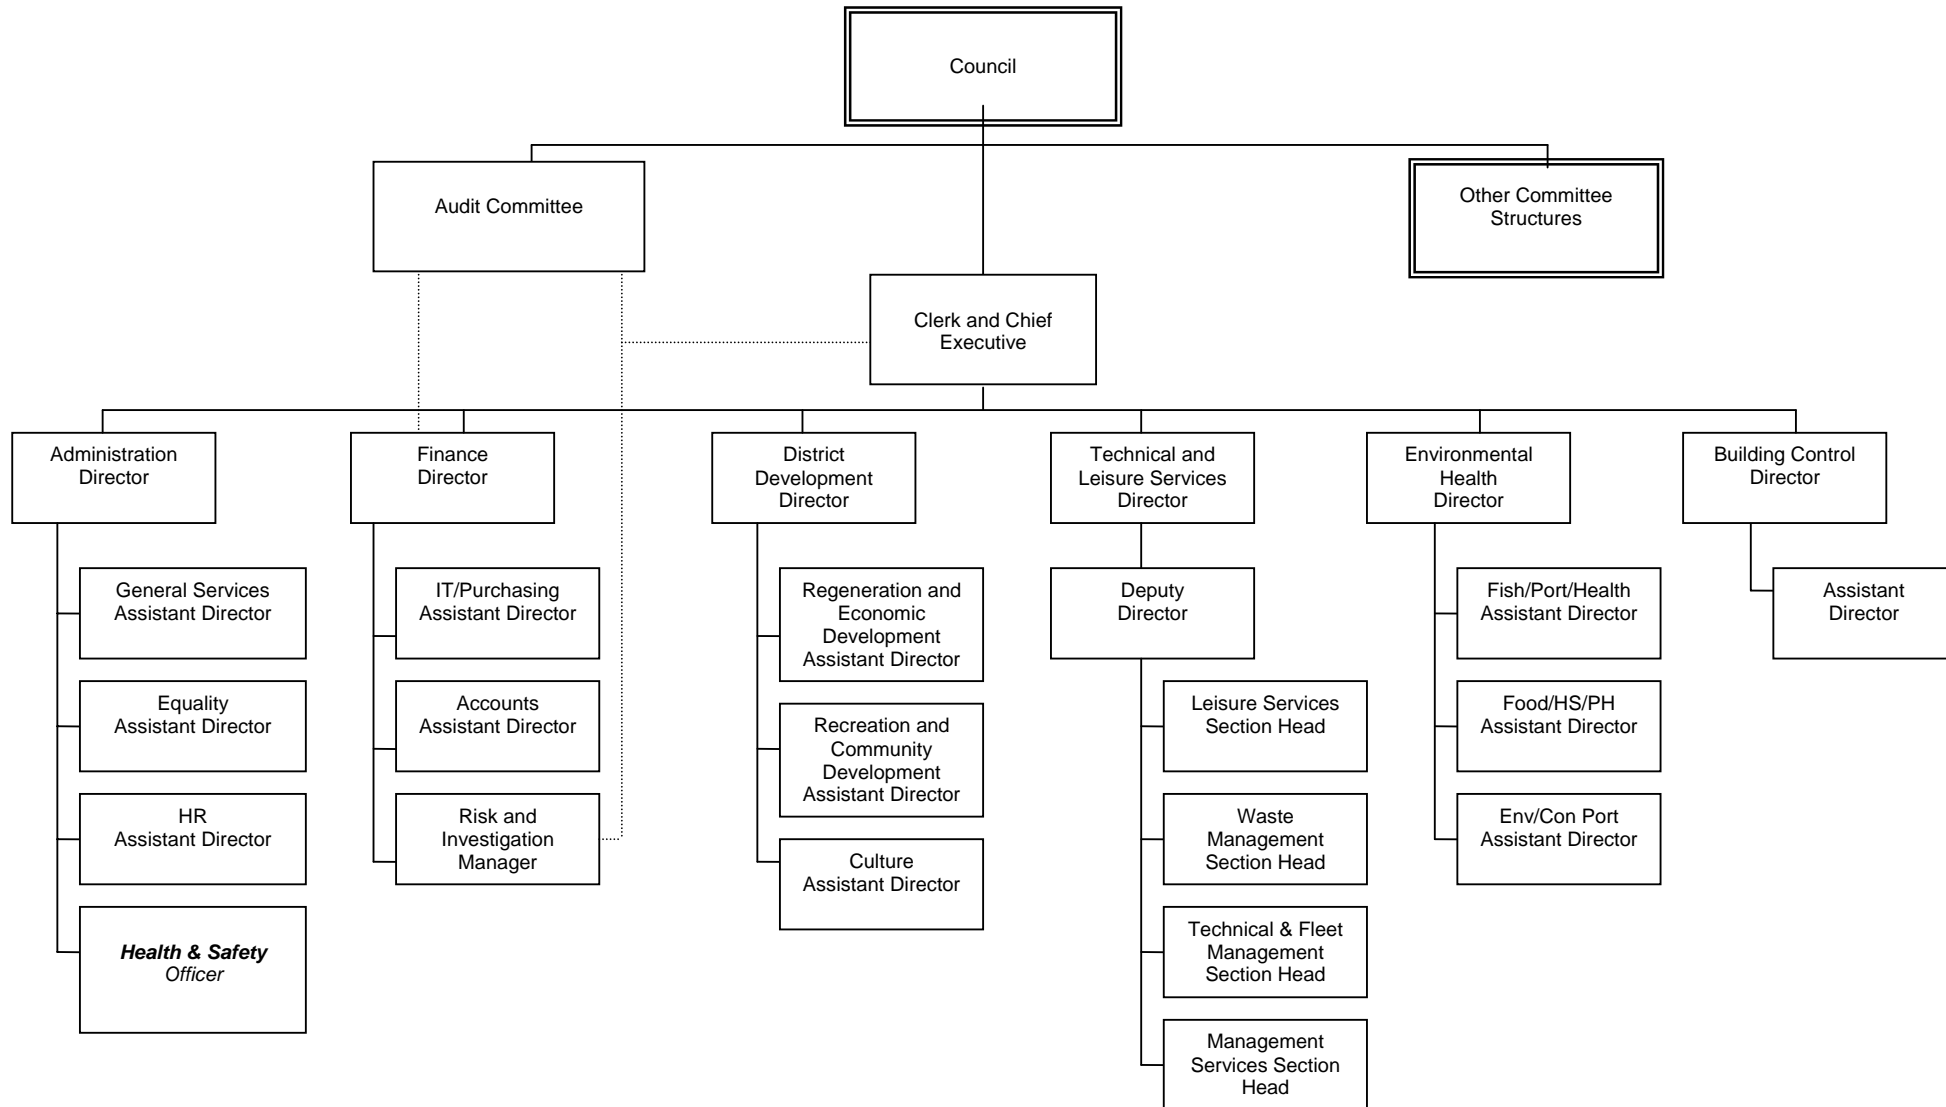 Council
Audit Committee
Other Committee
Structures
Clerk and Chief
Executive
Administration
Director
Finance
Director
District
Development
Director
Technical and
Leisure Services
Director
Environmental
Health
Director
Building Control
Director
General Services
Assistant Director
IT/Purchasing
Assistant Director
Regeneration and
Economic
Development
Assistant Director
Deputy
Director
Fish/Port/Health
Assistant Director
Assistant
Director
Equality
Assistant Director
Accounts
Assistant Director
Recreation and
Community
Development
Assistant Director
Leisure Services
Section Head
Food/HS/PH
Assistant Director
HR
Assistant Director
Risk and
Investigation
Manager
Culture
Assistant Director
Waste
Management
Section Head
Env/Con Port
Assistant Director
Health & Safety
Officer
Technical & Fleet
Management
Section Head
Management
Services Section
Head